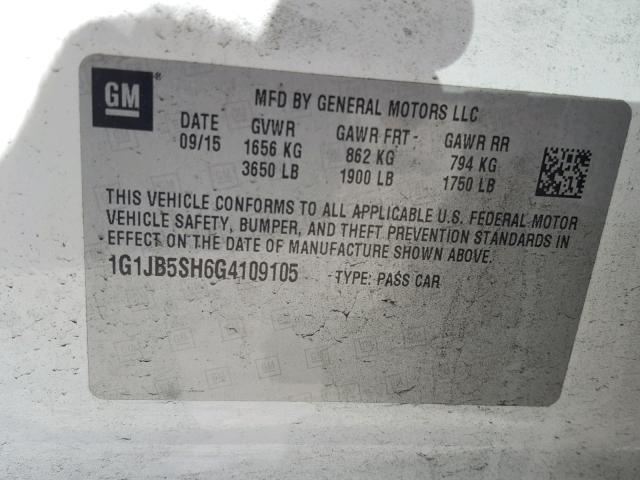 GM ®
MFD BY GENERAL MOTORS LLC
DATE GVWR GAWR FRT GAWR RR
09/15 1656 KG 862 KG 794 KG
3650 LB 1900 LB 1750 LB
THIS VEHICLE CONFORMS TO ALL APPLICABLE U.S. FEDERAL MOTOR
VEHICLE SAFETY, BUMPER, AND THEFT PREVENTION STANDARDS IN
EFFECT ON THE DATE OF MANUFACTURE SHOWN ABOVE.
1G1JB5SH6G4109105 TYPE: PASS CAR